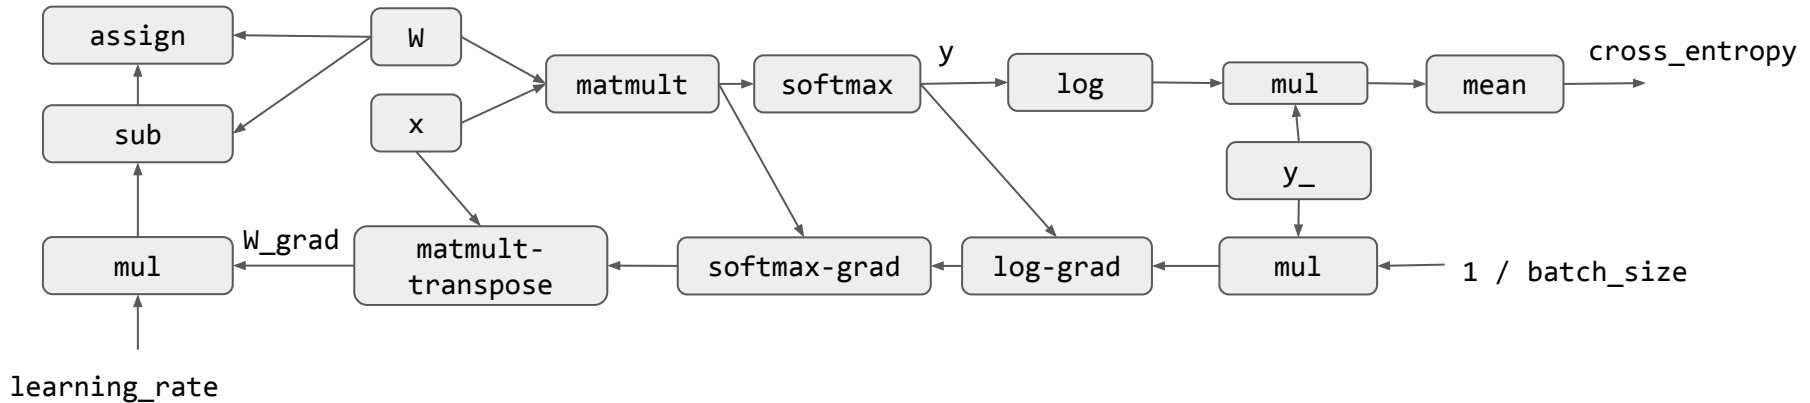 assign
W
y
cross_entropy
matmult
softmax
log
mul
mean
x
sub
y_
W_grad
mul
matmult-
transpose
softmax-grad
log-grad
mul
1 / batch_size
learning_rate